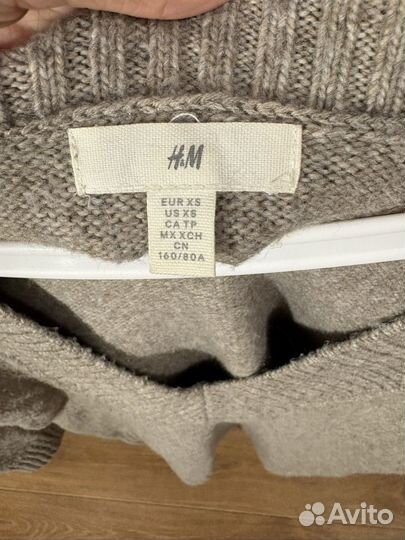 H&M
EUR XS
US XS
CA TP
MX XCH
CN
160/80A
Avito